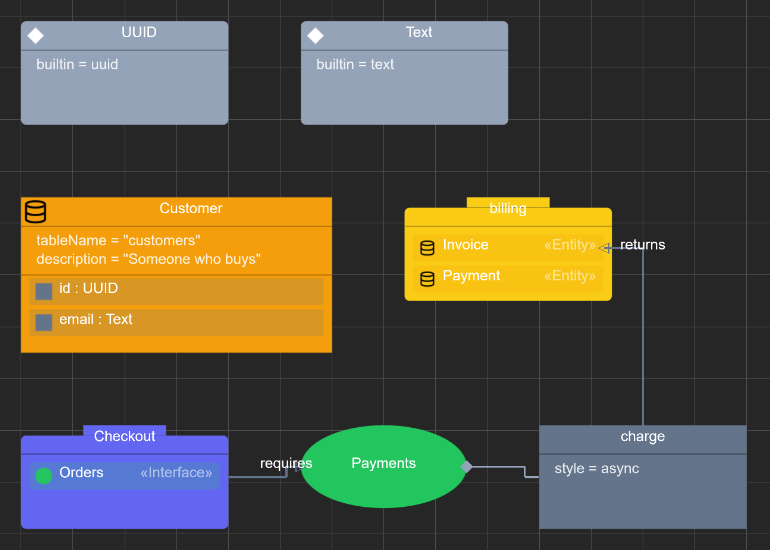 UUID
builtin = uuid
Text
builtin = text
Customer
tableName = "customers"
description = "Someone who buys"
id : UUID
email : Text
billing
Invoice «Entity»
Payment «Entity»
returns
Checkout
Orders «Interface»
requires
Payments
charge
style = async